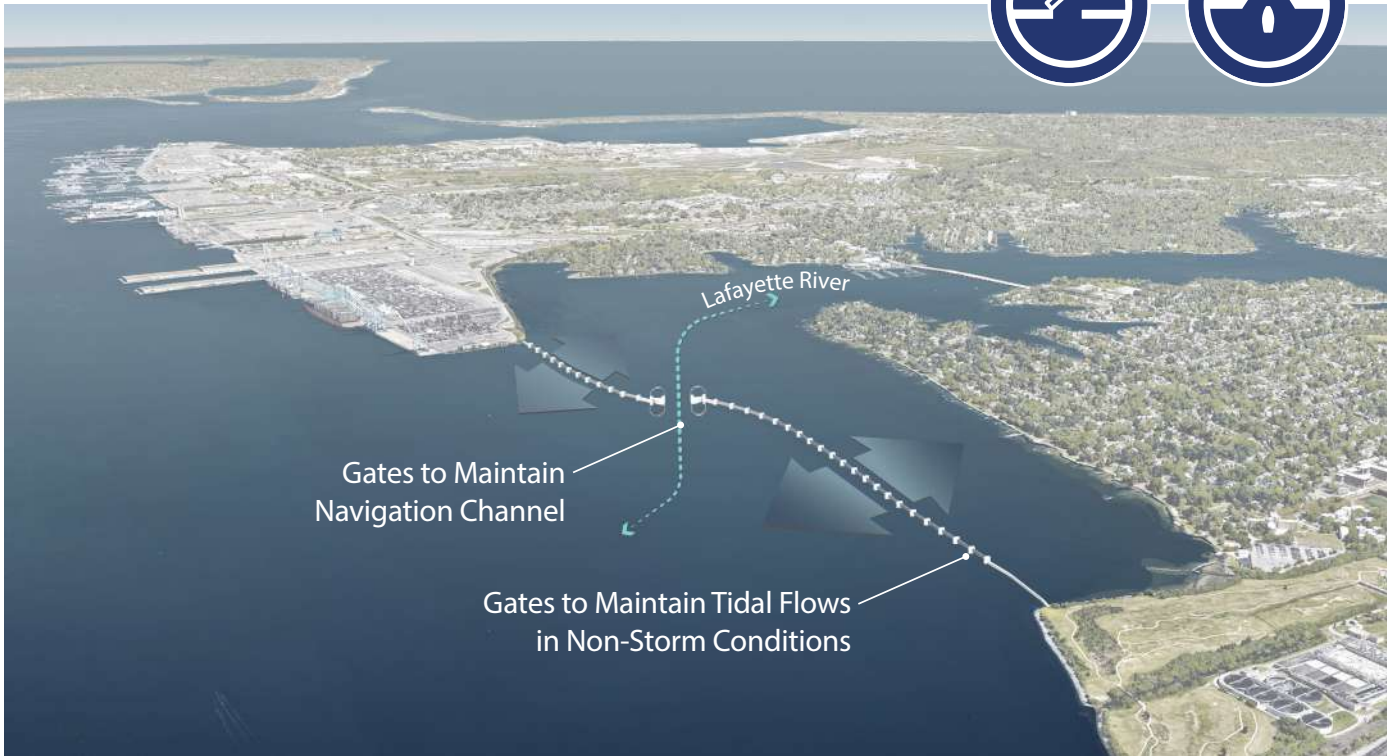 Lafayette River
Gates to Maintain
Navigation Channel
Gates to Maintain Tidal Flows
in Non-Storm Conditions